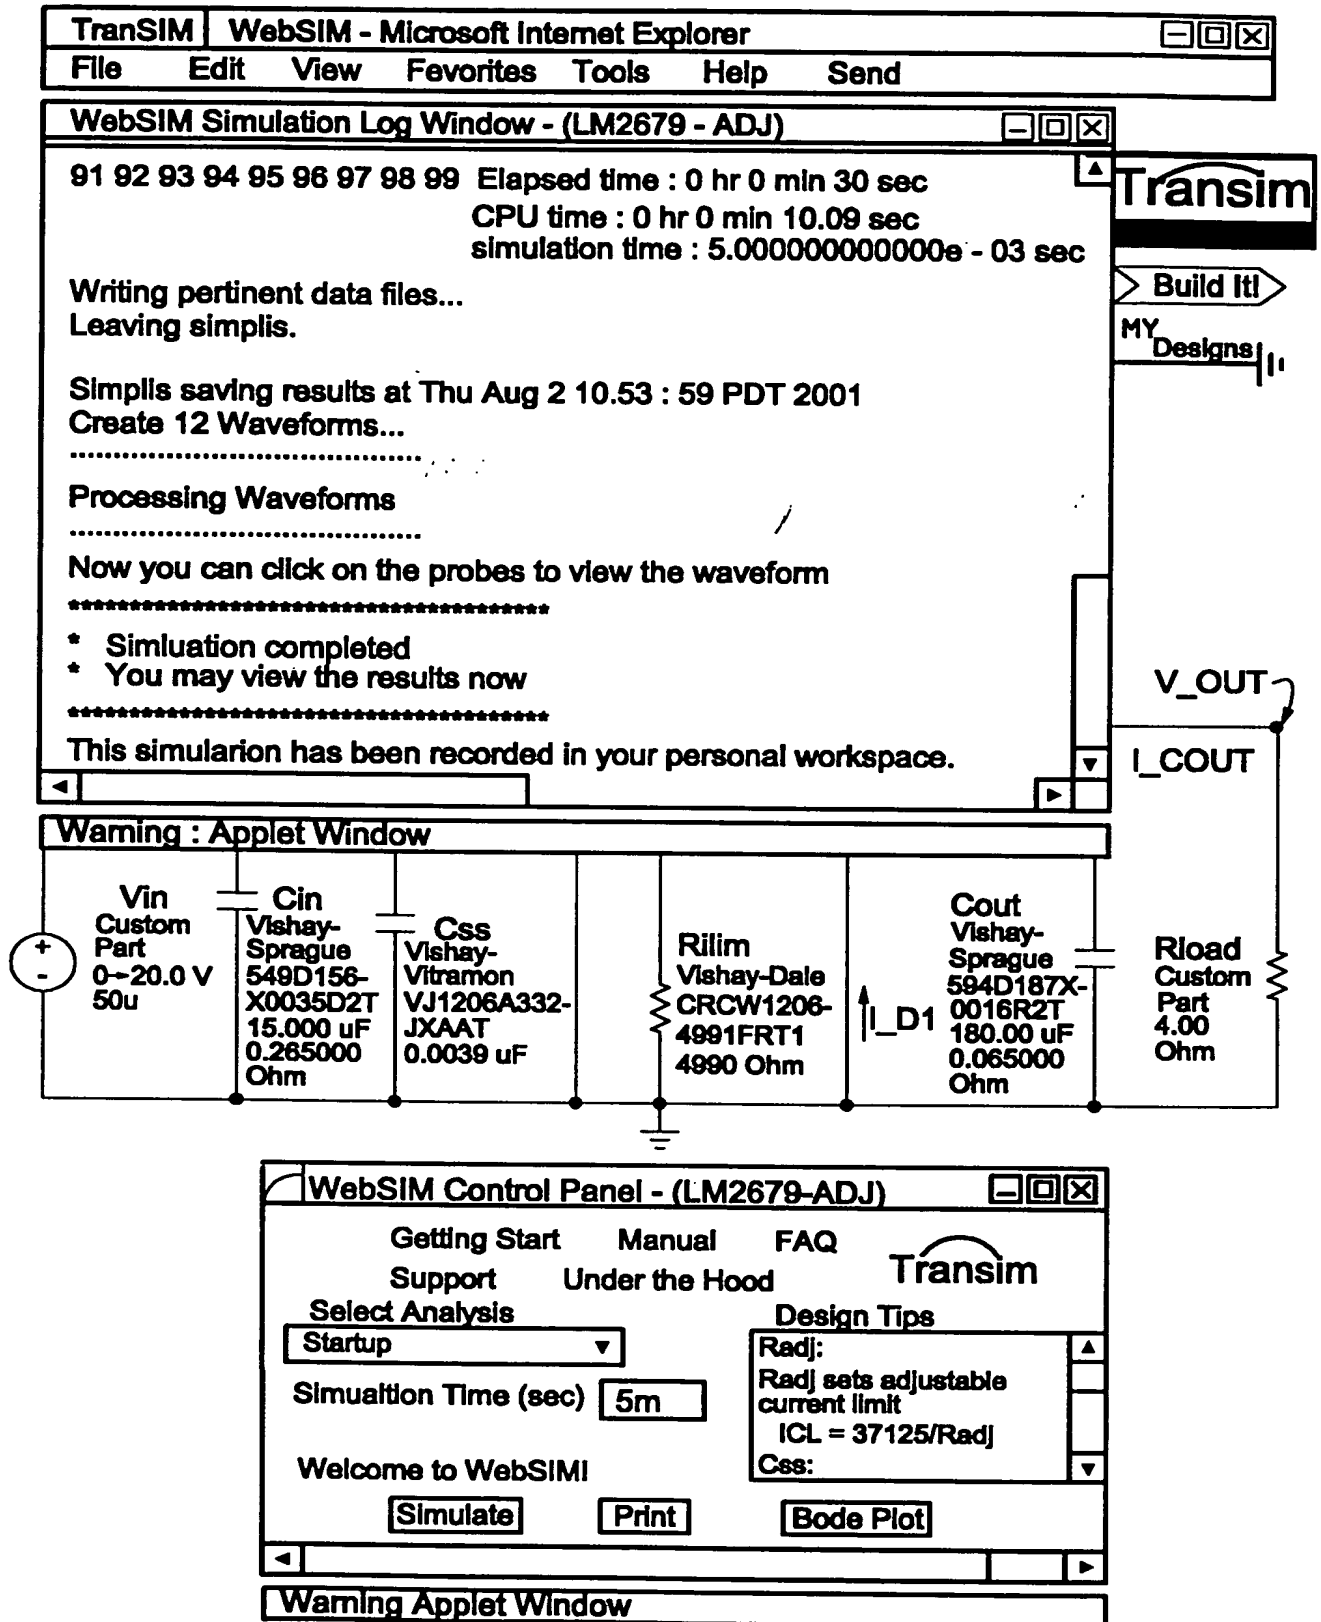 TranSIM WebSIM - Microsoft Internet Explorer
File Edit View Fevorites Tools Help Send
WebSIM Simulation Log Window - (LM2679 - ADJ)
91 92 93 94 95 96 97 98 99 Elapsed time : 0 hr 0 min 30 sec
CPU time : 0 hr 0 min 10.09 sec
simulation time : 5.000000000000e - 03 sec
Writing pertinent data files...
Leaving simplis.
Simplis saving results at Thu Aug 2 10.53 : 59 PDT 2001
Create 12 Waveforms...
Processing Waveforms
Now you can click on the probes to view the waveform
****************************************
* Simluation completed
* You may view the results now
****************************************
This simularion has been recorded in your personal workspace.
Transim
Build It!
MY
Designs
V_OUT
I_COUT
Warning : Applet Window
Vin
Custom
Part
0→20.0 V
50u
+
-
Cin
Vishay-
Sprague
549D156-
X0035D2T
15.000 uF
0.265000
Ohm
Css
Vishay-
Vitramon
VJ1206A332-
JXAAT
0.0039 uF
Rilim
Vishay-Dale
CRCW1206-
4991FRT1
4990 Ohm
I_D1
Cout
Vishay-
Sprague
594D187X-
0016R2T
180.00 uF
0.065000
Ohm
Rload
Custom
Part
4.00
Ohm
WebSIM Control Panel - (LM2679-ADJ)
Getting Start Manual FAQ
Support Under the Hood
Transim
Select Analysis
Startup
Simualtion Time (sec) 5m
Welcome to WebSIM!
Design Tips
Radj:
Radj sets adjustable
current limit
ICL = 37125/Radj
Css:
Simulate Print Bode Plot
Warning Applet Window